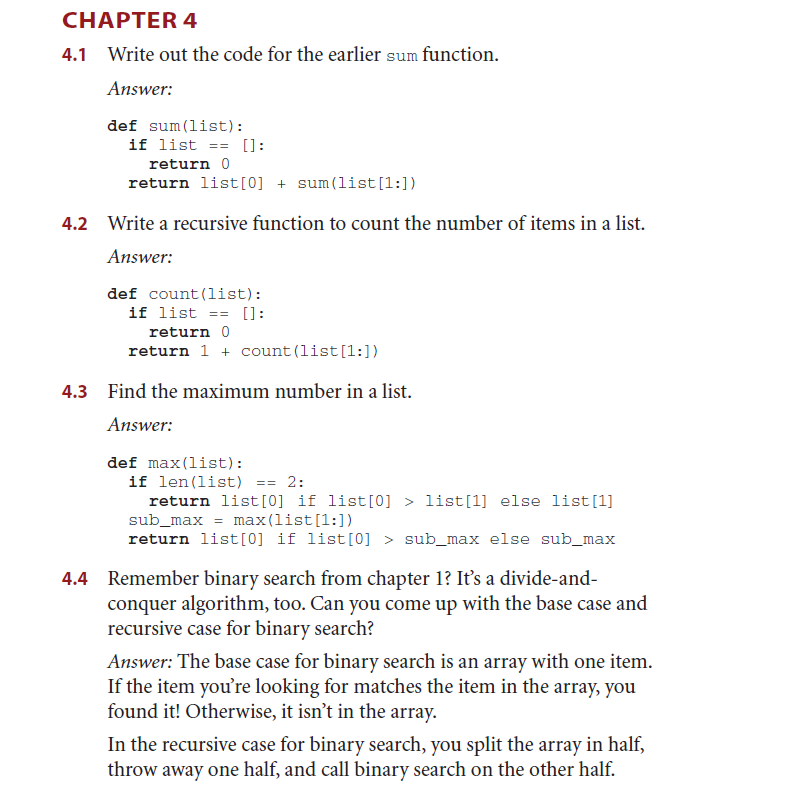 CHAPTER 4
4.1 Write out the code for the earlier sum function.
Answer:
def sum(list):
  if list == []:
    return 0
  return list[0] + sum(list[1:])
4.2 Write a recursive function to count the number of items in a list.
Answer:
def count(list):
  if list == []:
    return 0
  return 1 + count(list[1:])
4.3 Find the maximum number in a list.
Answer:
def max(list):
  if len(list) == 2:
    return list[0] if list[0] > list[1] else list[1]
  sub_max = max(list[1:])
  return list[0] if list[0] > sub_max else sub_max
4.4 Remember binary search from chapter 1? It’s a divide-and-
conquer algorithm, too. Can you come up with the base case and
recursive case for binary search?
Answer: The base case for binary search is an array with one item.
If the item you’re looking for matches the item in the array, you
found it! Otherwise, it isn’t in the array.
In the recursive case for binary search, you split the array in half,
throw away one half, and call binary search on the other half.